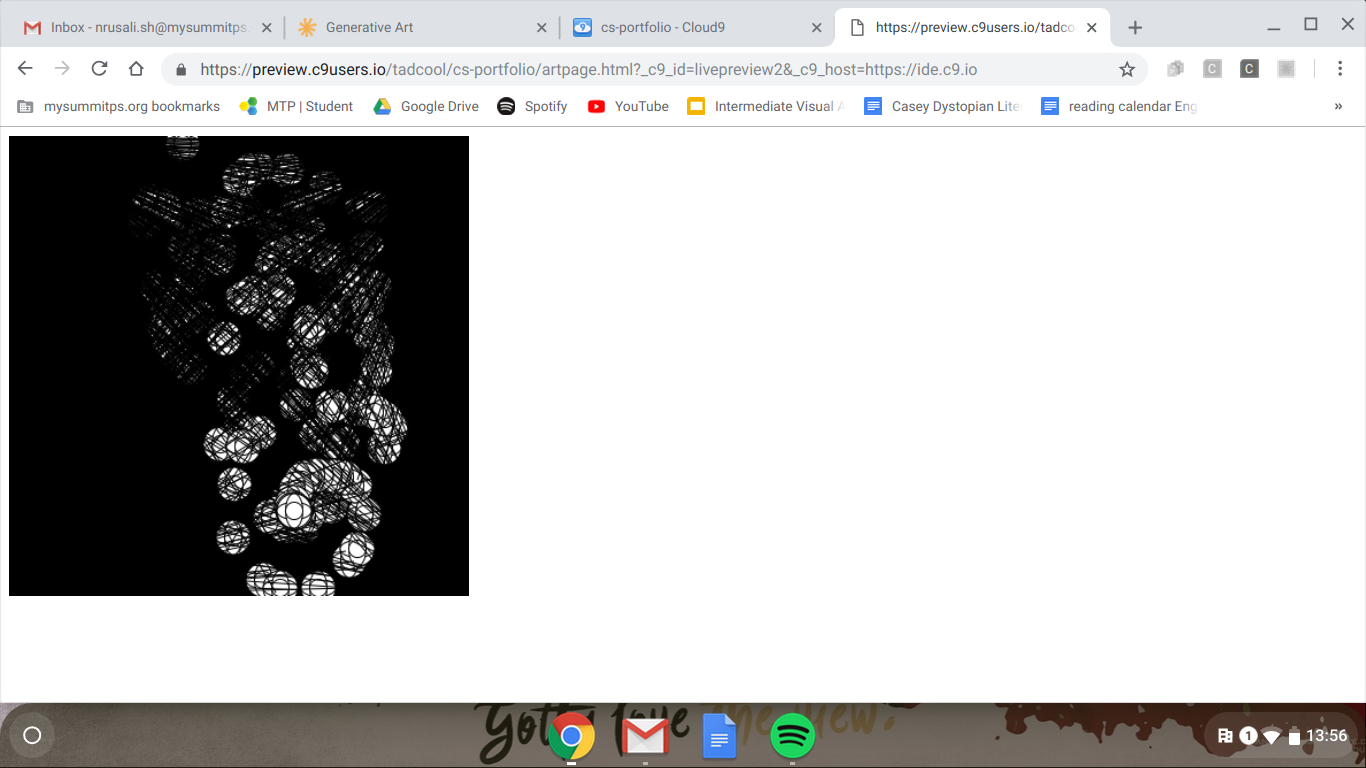 Inbox - nrusali.sh@mysummitps.
Generative Art
cs-portfolio - Cloud9
https://preview.c9users.io/tadco
https://preview.c9users.io/tadcool/cs-portfolio/artpage.html?_c9_id=livepreview2&_c9_host=https://ide.c9.io
C
C
mysummitps.org bookmarks
MTP | Student
Google Drive
Spotify
YouTube
Intermediate Visual A
Casey Dystopian Lite
reading calendar Eng
»
Gotta love the view.
1
13:56